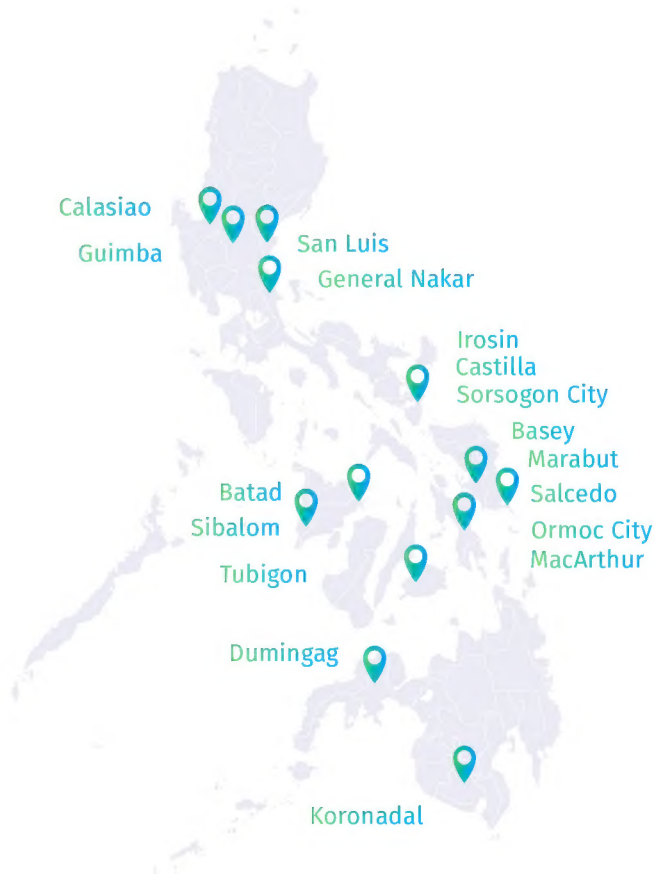 Calasiao
Guimba
San Luis
General Nakar
Irosin
Castilla
Sorsogon City
Basey
Marabut
Salcedo
Ormoc City
MacArthur
Batad
Sibalom
Tubigon
Dumingag
Koronadal